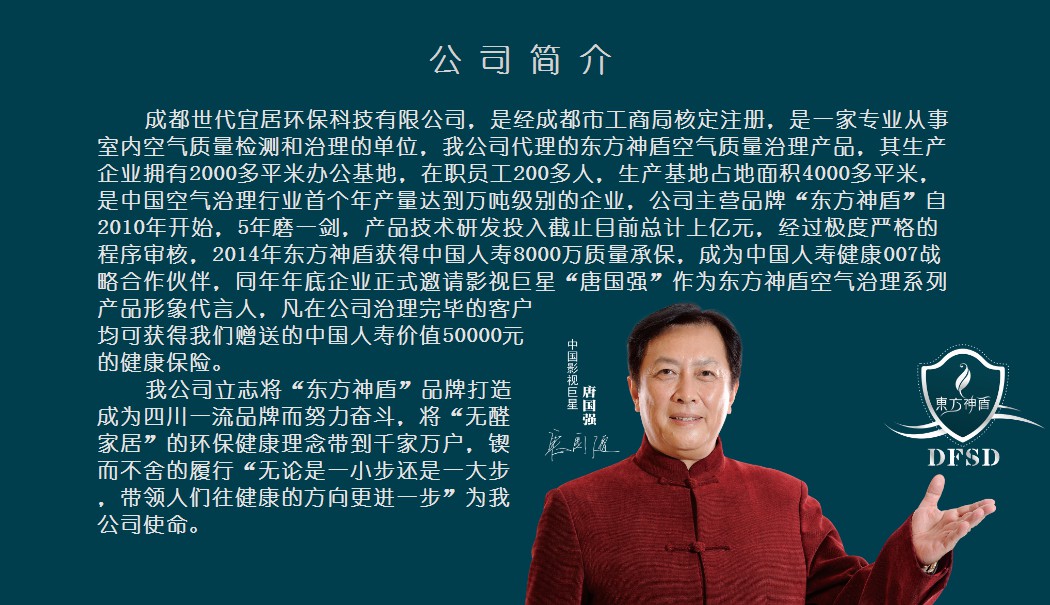 公司简介
成都世代宜居环保科技有限公司，是经成都市工商局核定注册，是一家专业从事
室内空气质量检测和治理的单位，我公司代理的东方神盾空气质量治理产品，其生产
企业拥有2000多平米办公基地，在职员工200多人，生产基地占地面积4000多平米，
是中国空气治理行业首个年产量达到万吨级别的企业，公司主营品牌“东方神盾”自
2010年开始，5年磨一剑，产品技术研发投入截止目前总计上亿元，经过极度严格的
程序审核，2014年东方神盾获得中国人寿8000万质量承保，成为中国人寿健康007战
略合作伙伴，同年年底企业正式邀请影视巨星“唐国强”作为东方神盾空气治理系列
产品形象代言人，凡在公司治理完毕的客户
均可获得我们赠送的中国人寿价值50000元
的健康保险。
我公司立志将“东方神盾”品牌打造
成为四川一流品牌而努力奋斗，将“无醛
家居”的环保健康理念带到千家万户，锲
而不舍的履行“无论是一小步还是一大步
，带领人们往健康的方向更进一步”为我
公司使命。
中国影视巨星
唐国强
唐国强
東方神盾
DFSD